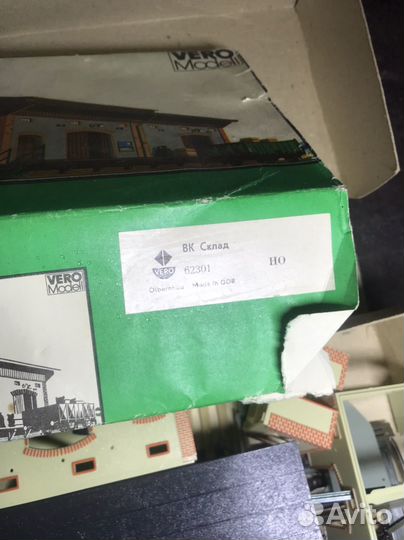 VERO
Modell
ВК Склад
VERO 62301 HO
Olbernhau Made in GDR
VERO
Modell
Avito